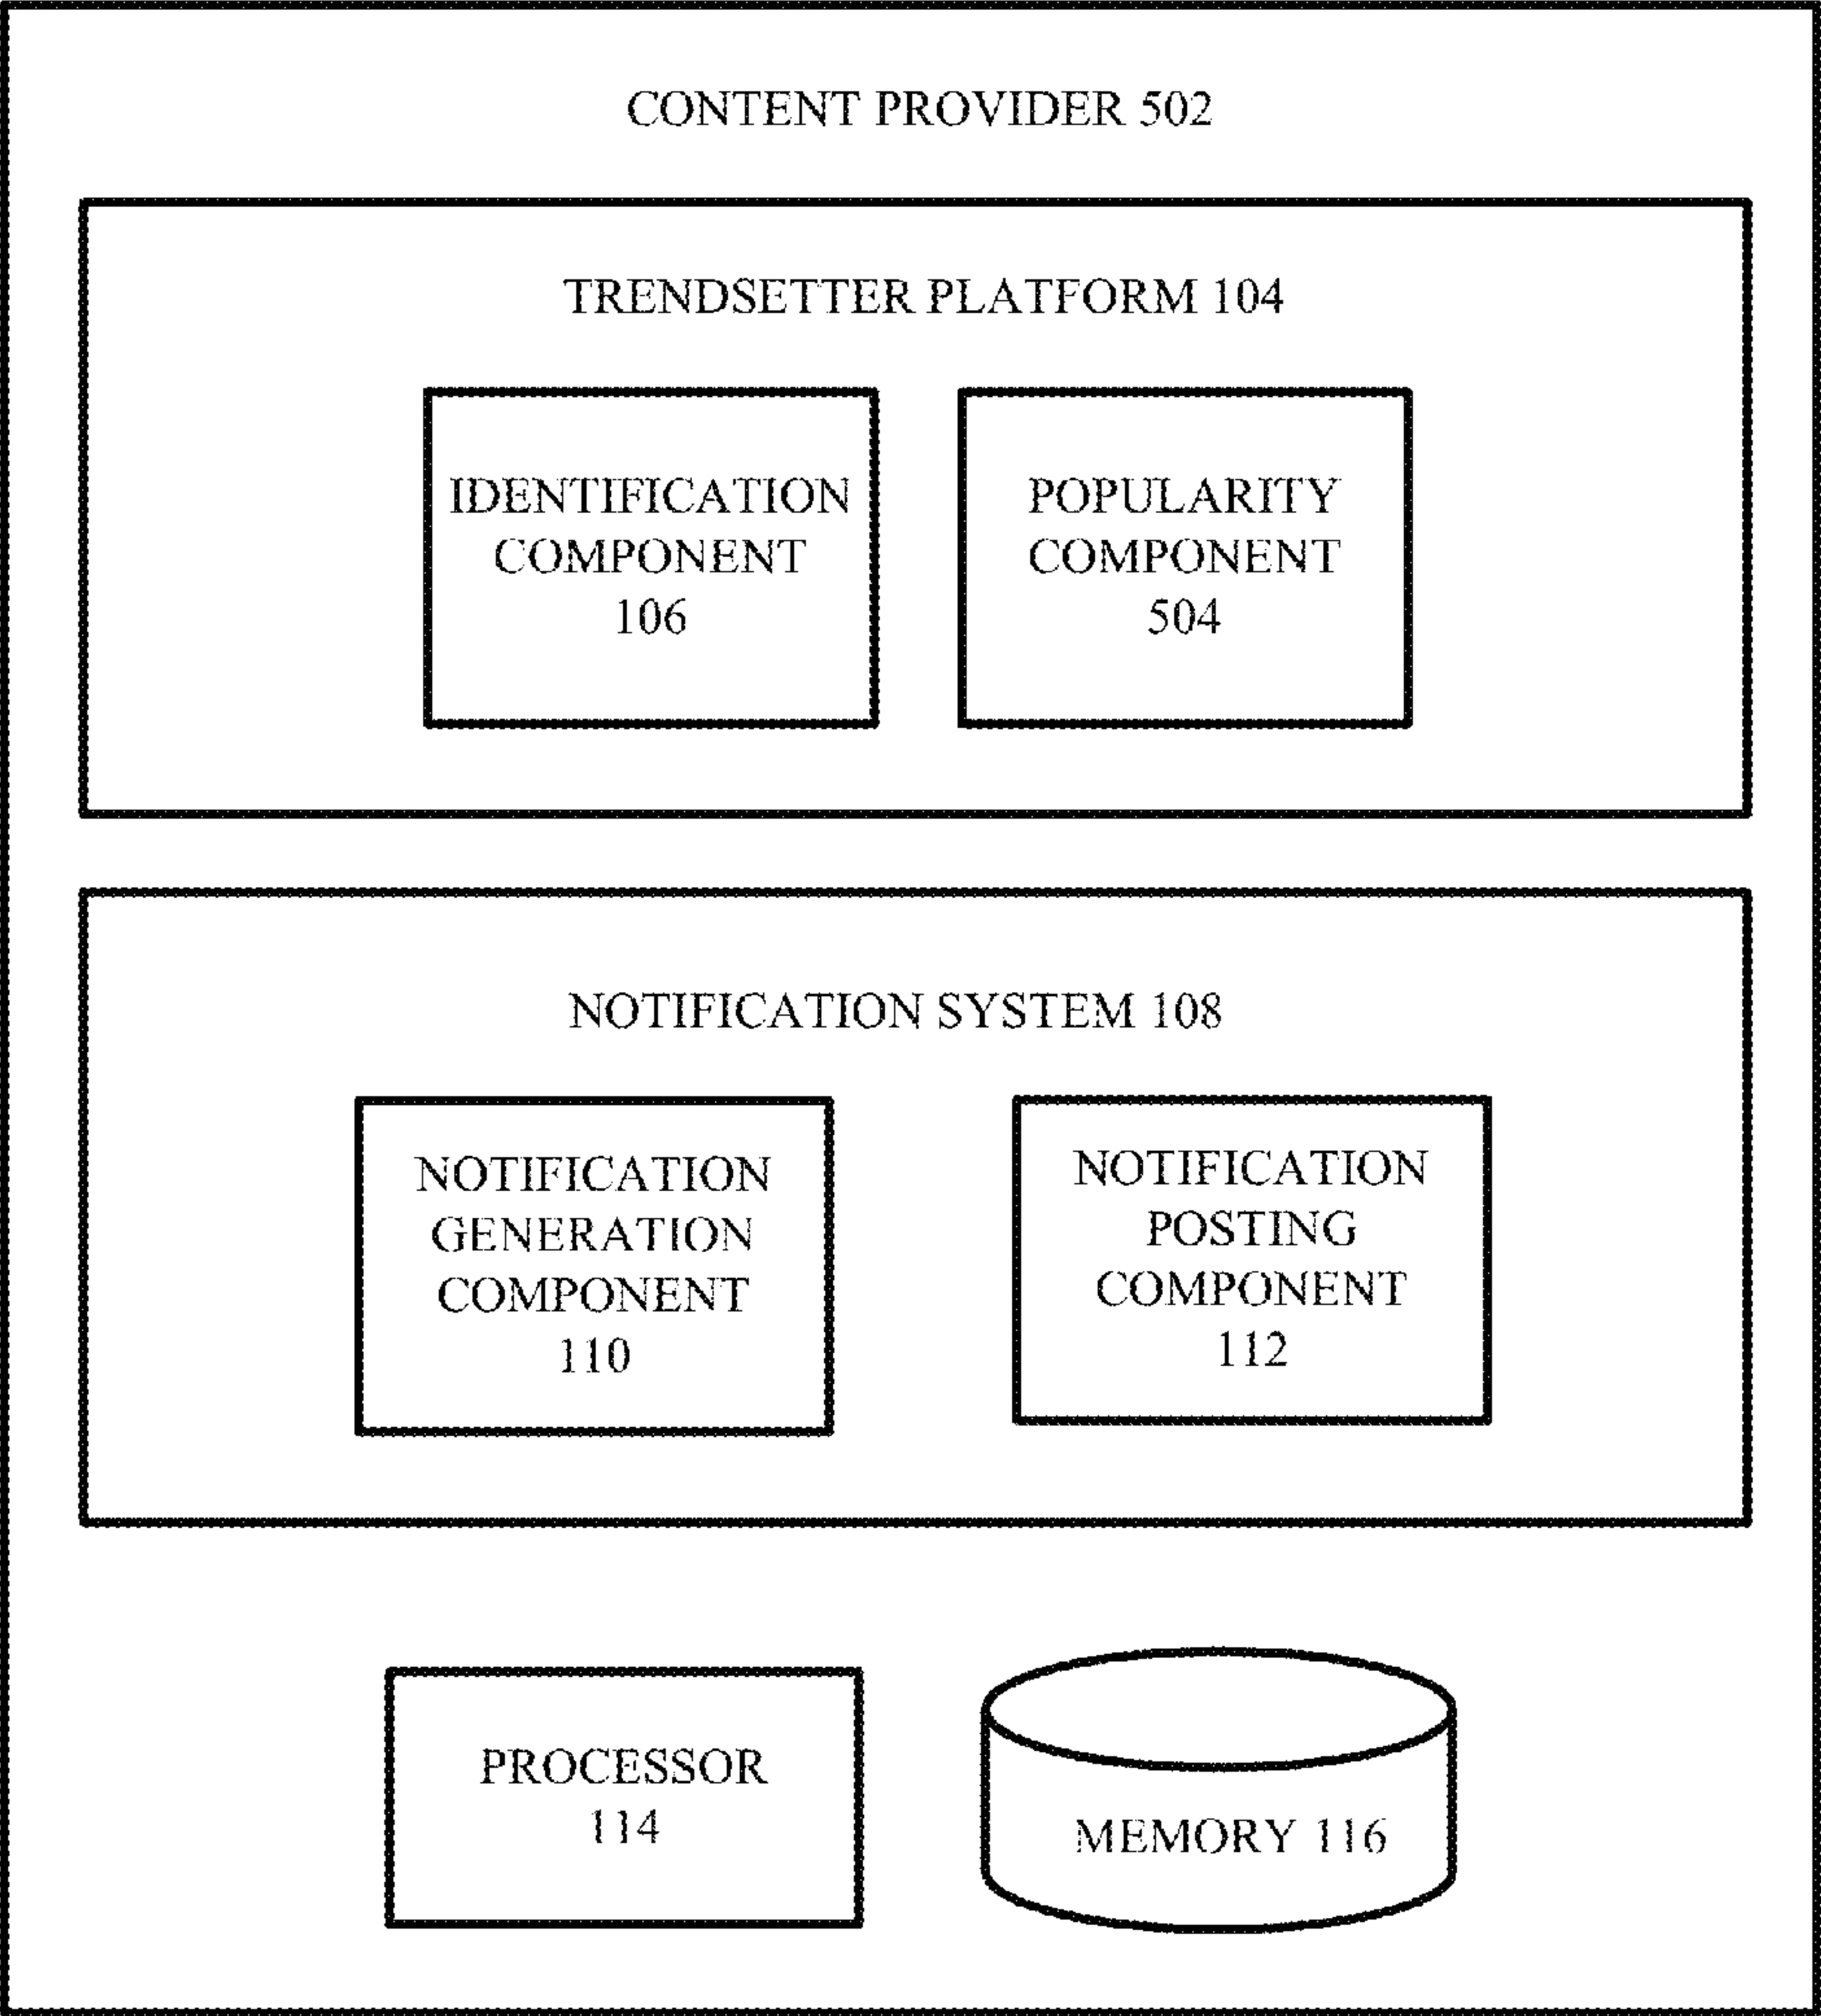 CONTENT PROVIDER 502
TRENDSETTER PLATFORM 104
IDENTIFICATION
COMPONENT
106
POPULARITY
COMPONENT
504
NOTIFICATION SYSTEM 108
NOTIFICATION
GENERATION
COMPONENT
110
NOTIFICATION
POSTING
COMPONENT
112
PROCESSOR
114
MEMORY 116